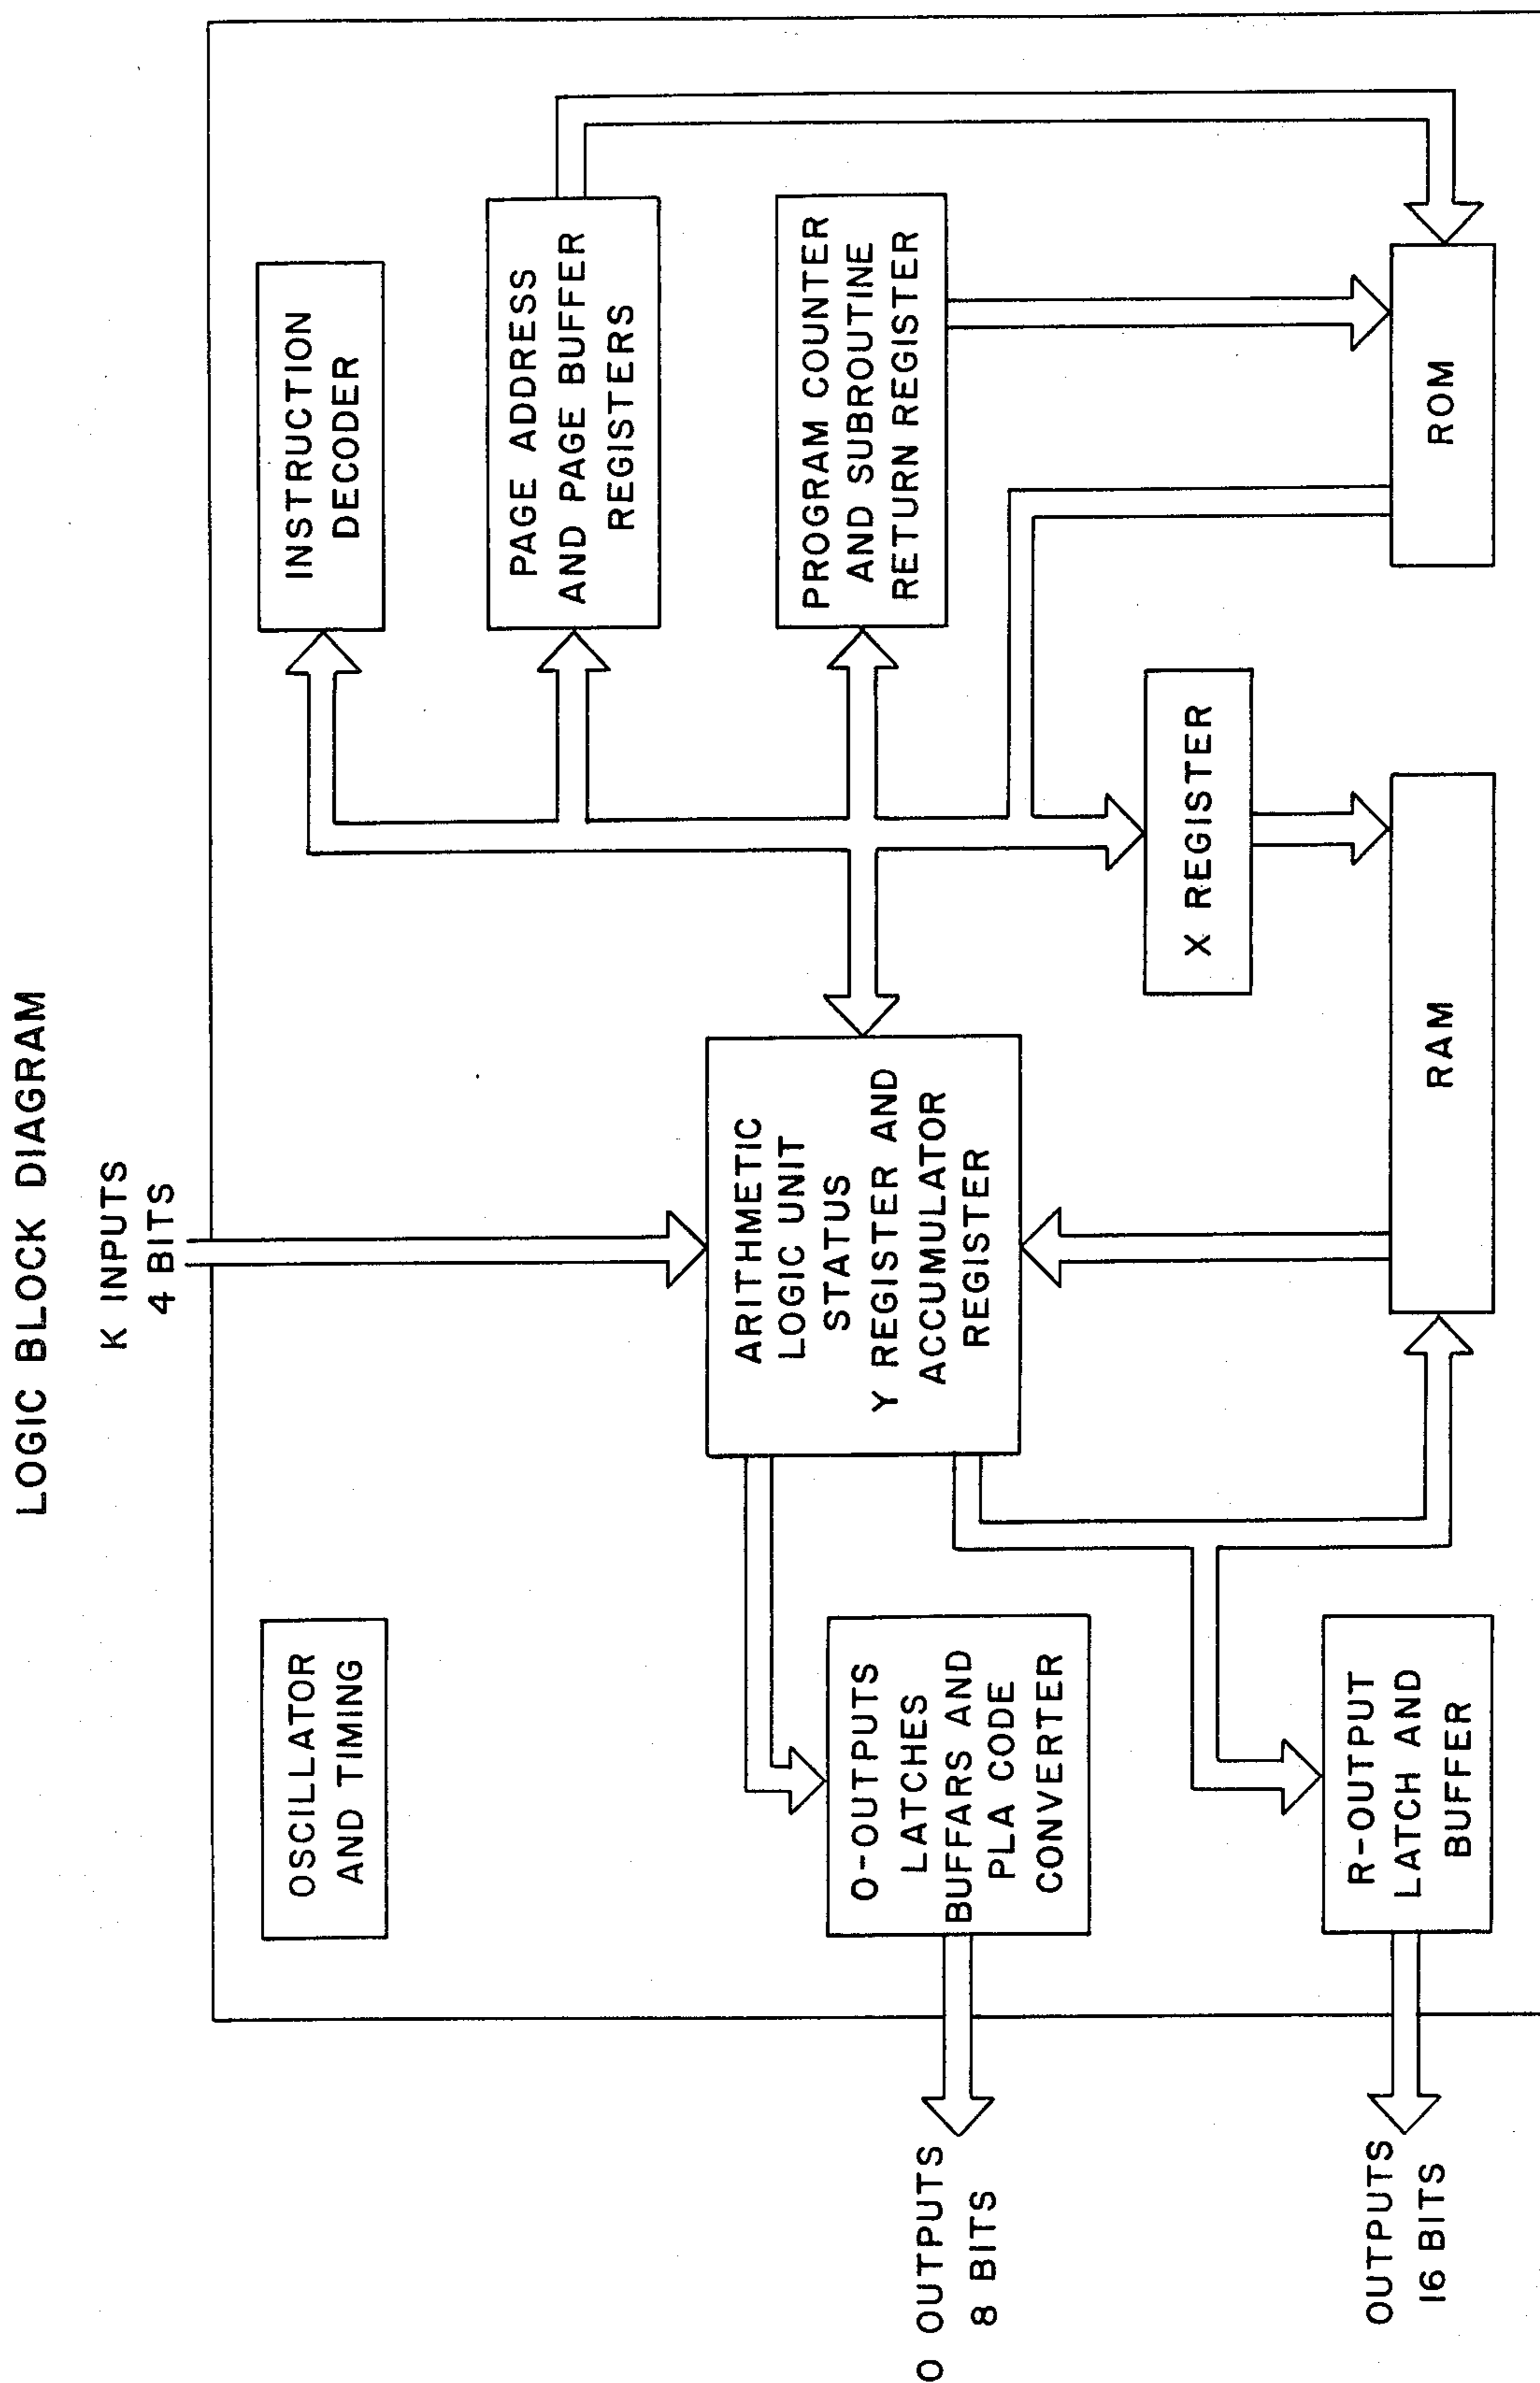 LOGIC BLOCK DIAGRAM
K INPUTS
4 BITS
OSCILLATOR
AND TIMING
INSTRUCTION
DECODER
PAGE ADDRESS
AND PAGE BUFFER
REGISTERS
ARITHMETIC
LOGIC UNIT
STATUS
Y REGISTER AND
ACCUMULATOR
REGISTER
PROGRAM COUNTER
AND SUBROUTINE
RETURN REGISTER
O-OUTPUTS
LATCHES
BUFFARS AND
PLA CODE
CONVERTER
O OUTPUTS
8 BITS
X REGISTER
R-OUTPUT
LATCH AND
BUFFER
OUTPUTS
16 BITS
RAM
ROM